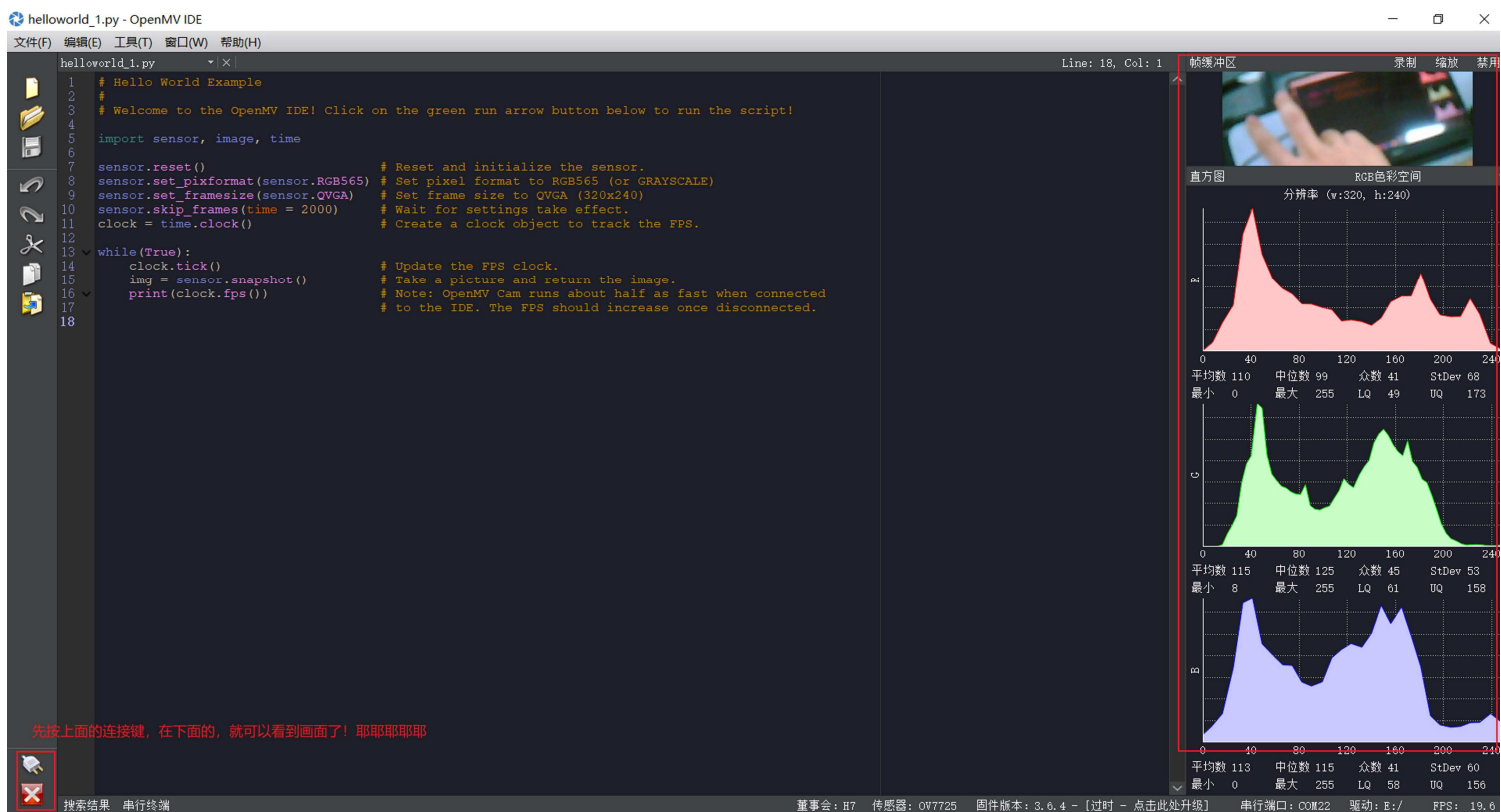 helloworld_1.py - OpenMV IDE
文件(F) 编辑(E) 工具(T) 窗口(W) 帮助(H)
helloworld_1.py Line: 18, Col: 1
1 # Hello World Example
2 #
3 # Welcome to the OpenMV IDE! Click on the green run arrow button below to run the script!
4
5 import sensor, image, time
6
7 sensor.reset() # Reset and initialize the sensor.
8 sensor.set_pixformat(sensor.RGB565) # Set pixel format to RGB565 (or GRAYSCALE)
9 sensor.set_framesize(sensor.QVGA) # Set frame size to QVGA (320x240)
10 sensor.skip_frames(time = 2000) # Wait for settings take effect.
11 clock = time.clock() # Create a clock object to track the FPS.
12
13 while(True):
14 clock.tick() # Update the FPS clock.
15 img = sensor.snapshot() # Take a picture and return the image.
16 print(clock.fps()) # Note: OpenMV Cam runs about half as fast when connected
17 # to the IDE. The FPS should increase once disconnected.
18
先按上面的连接键，在下面的，就可以看到画面了！耶耶耶耶耶
帧缓冲区 录制 缩放 禁用
直方图 RGB色彩空间
分辨率 (w:320, h:240)
R
0 40 80 120 160 200 240
平均数 110 中位数 99 众数 41 StDev 68
最小 0 最大 255 LQ 49 UQ 173
G
0 40 80 120 160 200 240
平均数 115 中位数 125 众数 45 StDev 53
最小 8 最大 255 LQ 61 UQ 158
B
0 40 80 120 160 200 240
平均数 113 中位数 115 众数 41 StDev 60
最小 0 最大 255 LQ 58 UQ 156
搜索结果 串行终端 董事会: H7 传感器: OV7725 固件版本: 3.6.4 - [过时 - 点击此处升级] 串行端口: COM22 驱动: E:/ FPS: 19.6